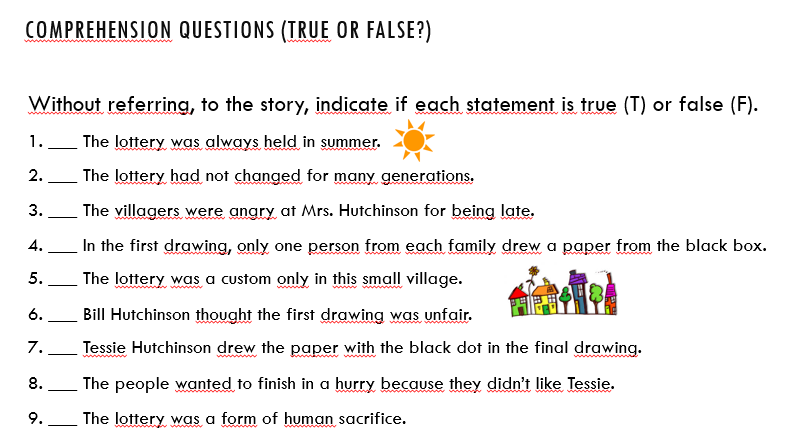 COMPREHENSION QUESTIONS (TRUE OR FALSE?)
Without referring, to the story, indicate if each statement is true (T) or false (F).
1. ___ The lottery was always held in summer.
2. ___ The lottery had not changed for many generations.
3. ___ The villagers were angry at Mrs. Hutchinson for being late.
4. ___ In the first drawing, only one person from each family drew a paper from the black box.
5. ___ The lottery was a custom only in this small village.
6. ___ Bill Hutchinson thought the first drawing was unfair.
7. ___ Tessie Hutchinson drew the paper with the black dot in the final drawing.
8. ___ The people wanted to finish in a hurry because they didn't like Tessie.
9. ___ The lottery was a form of human sacrifice.